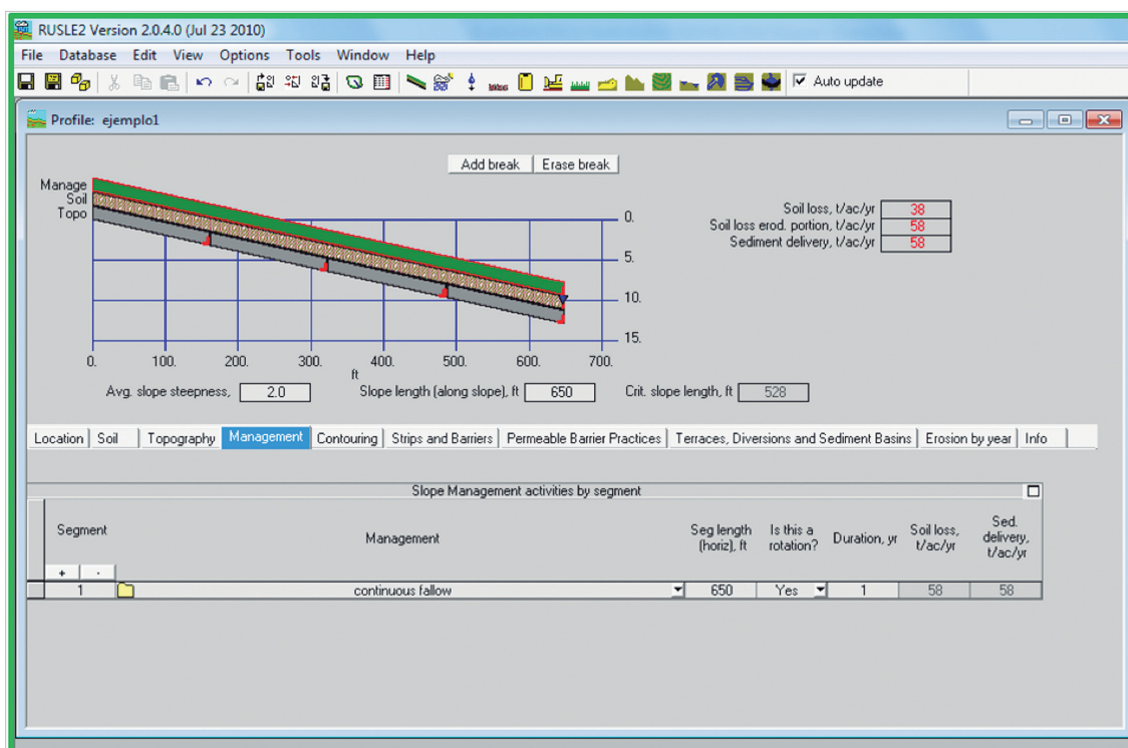 RUSLE2 Version 2.0.4.0 (Jul 23 2010)
File Database Edit View Options Tools Window Help
Auto update
Profile: ejemplo1
Add break Erase break
Manage
Soil
Topo
Soil loss, t/ac/yr 38
Soil loss erod. portion, t/ac/yr 58
Sediment delivery, t/ac/yr 58
0.
5.
10.
15.
0. 100. 200. 300. 400. 500. 600. 700.
ft
Avg. slope steepness, 2.0 Slope length (along slope), ft 650 Crit. slope length, ft 528
Location Soil Topography Management Contouring Strips and Barriers Permeable Barrier Practices Terraces, Diversions and Sediment Basins Erosion by year Info
Slope Management activities by segment
Segment Management Seg length (horiz), ft Is this a rotation? Duration, yr Soil loss, t/ac/yr Sed. delivery, t/ac/yr
+ -
1 continuous fallow 650 Yes 1 58 58